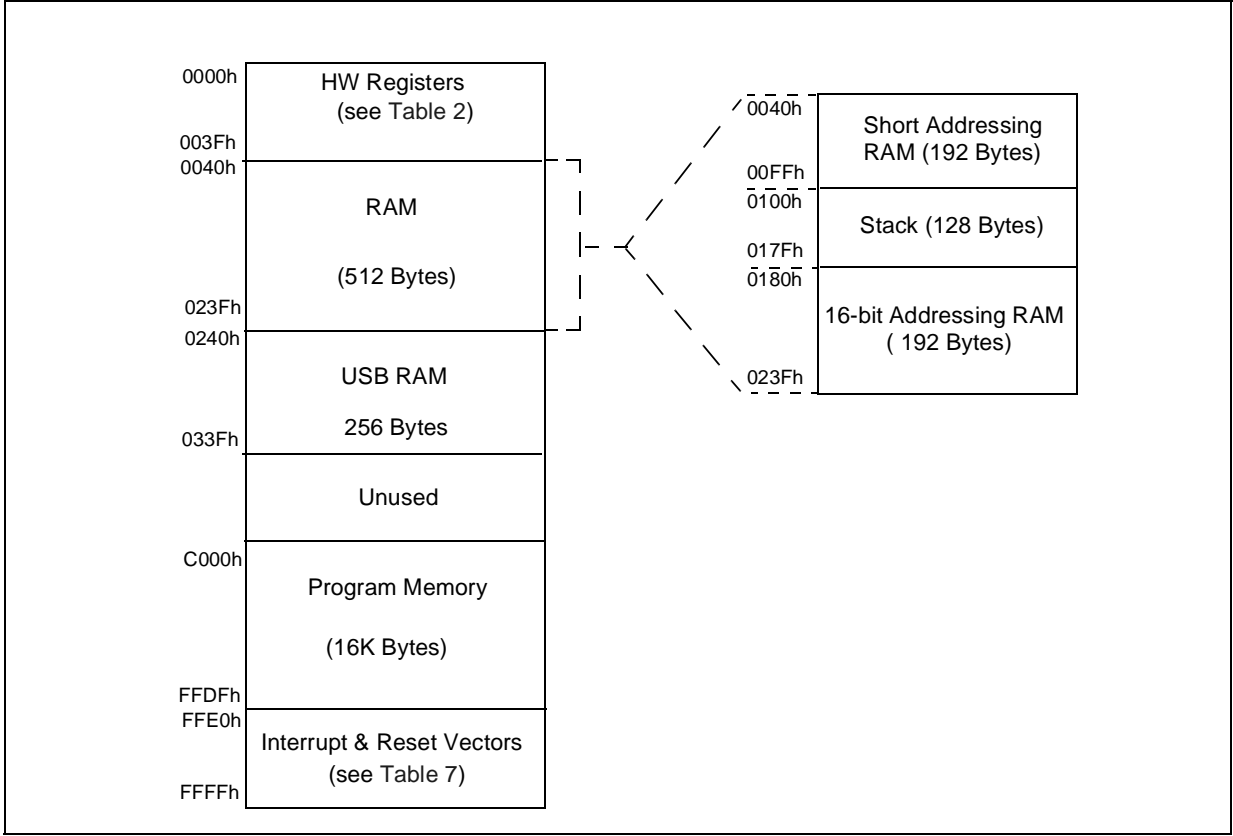 0000h
HW Registers
(see Table 2)
003Fh
0040h
RAM
(512 Bytes)
023Fh
0240h
USB RAM
256 Bytes
033Fh
Unused
C000h
Program Memory
(16K Bytes)
FFDFh
FFE0h
Interrupt & Reset Vectors
(see Table 7)
FFFFh
0040h
Short Addressing
RAM (192 Bytes)
00FFh
0100h
Stack (128 Bytes)
017Fh
0180h
16-bit Addressing RAM
( 192 Bytes)
023Fh